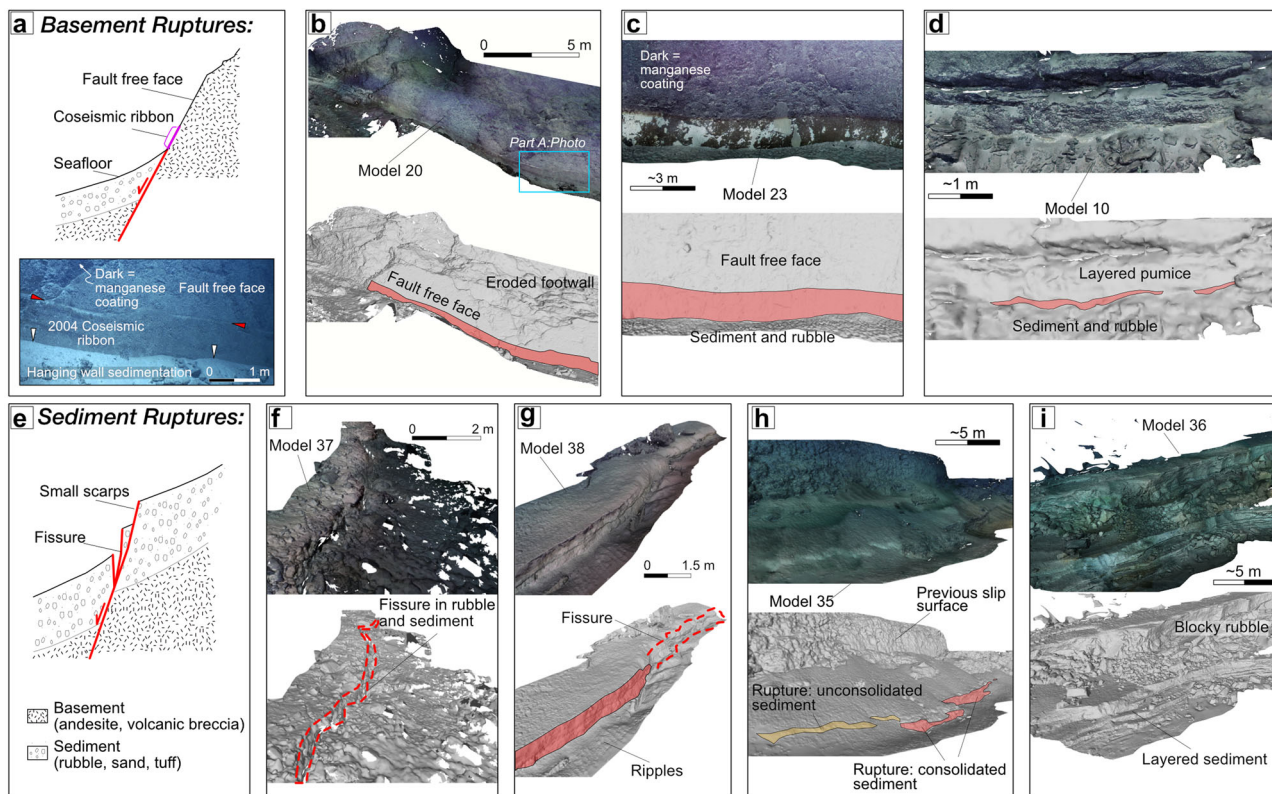 a Basement Ruptures:
Fault free face
Coseismic ribbon
Seafloor
Dark =
manganese
coating
Fault free face
2004 Coseismic
ribbon
0 1 m
Hanging wall sedimentation
b
0 5 m
Part A:Photo
Model 20
Eroded footwall
Fault free face
c
Dark =
manganese
coating
~3 m
Model 23
Fault free face
Sediment and rubble
d
~1 m
Model 10
Layered pumice
Sediment and rubble
e Sediment Ruptures:
Small scarps
Fissure
Basement
(andesite, volcanic breccia)
Sediment
(rubble, sand, tuff)
f
0 2 m
Model 37
Fissure in rubble
and sediment
g
Model 38
0 1.5 m
Fissure
Ripples
h
~5 m
Model 35
Previous slip
surface
Rupture: unconsolidated
sediment
Rupture: consolidated
sediment
i
Model 36
~5 m
Blocky rubble
Layered sediment